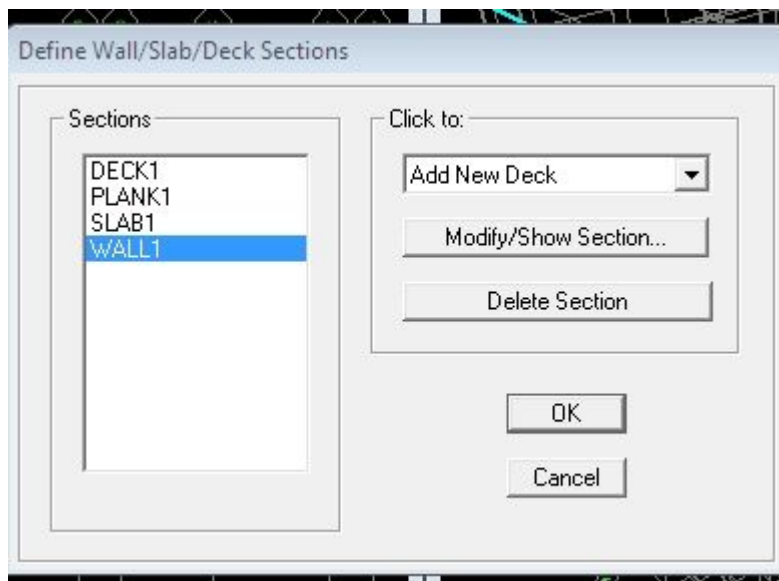 Define Wall/Slab/Deck Sections
Sections
DECK1
PLANK1
SLAB1
WALL1
Click to:
Add New Deck
Modify/Show Section...
Delete Section
OK
Cancel